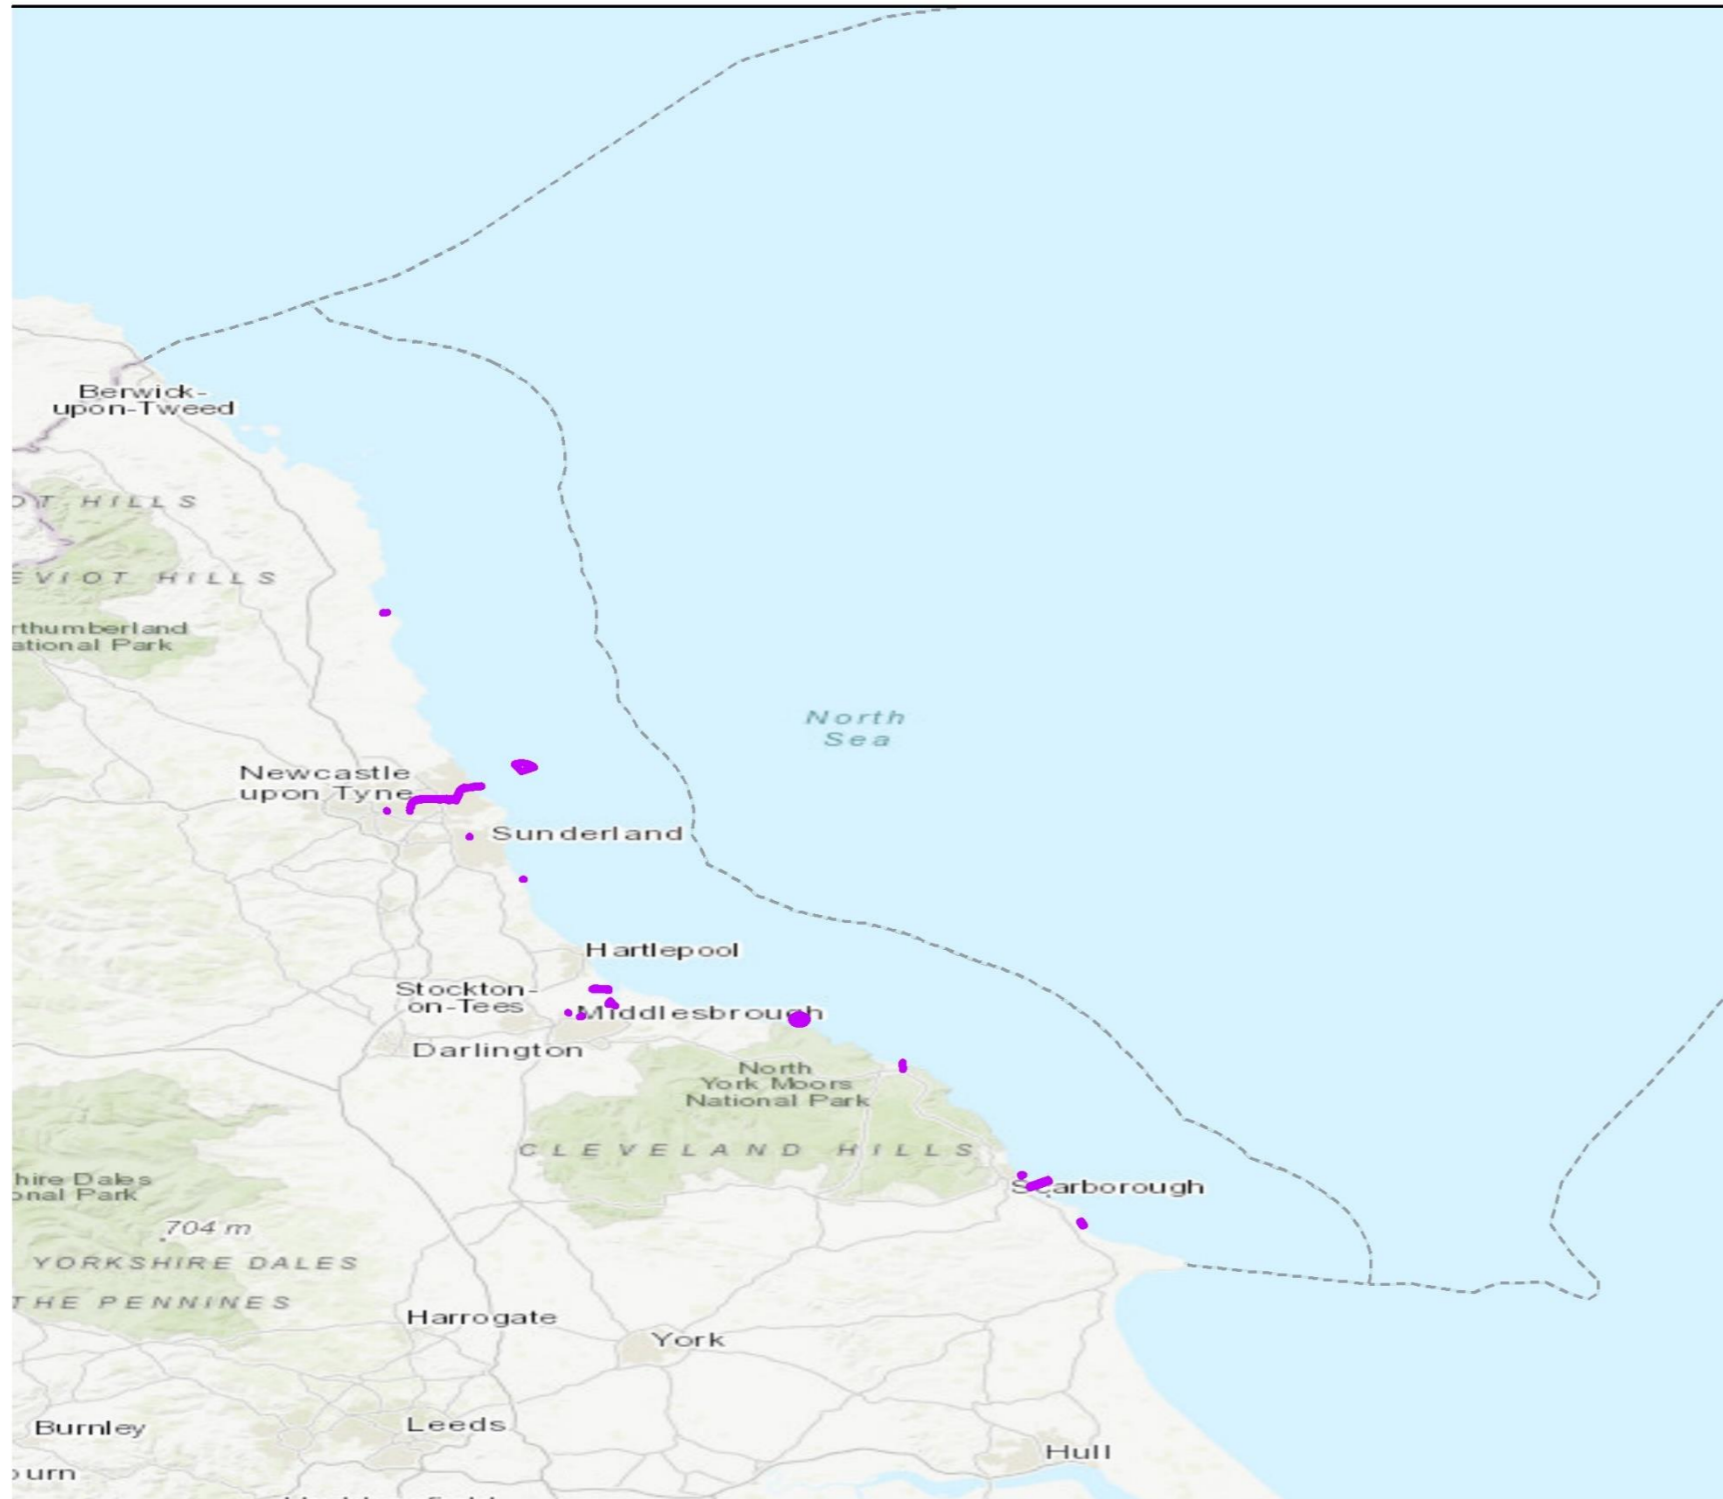 Berwick-
upon-Tweed
OT HILLS
EVIOT HILLS
rthumberland
ational Park
North
Sea
Newcastle
upon Tyne
Sunderland
Hartlepool
Stockton-
on-Tees
Middlesbrough
Darlington
North
York Moors
National Park
CLEVELAND HILLS
Scarborough
hire Dales
onal Park
704 m
YORKSHIRE DALES
THE PENNINES
Harrogate
York
Burnley
Leeds
Hull
urn